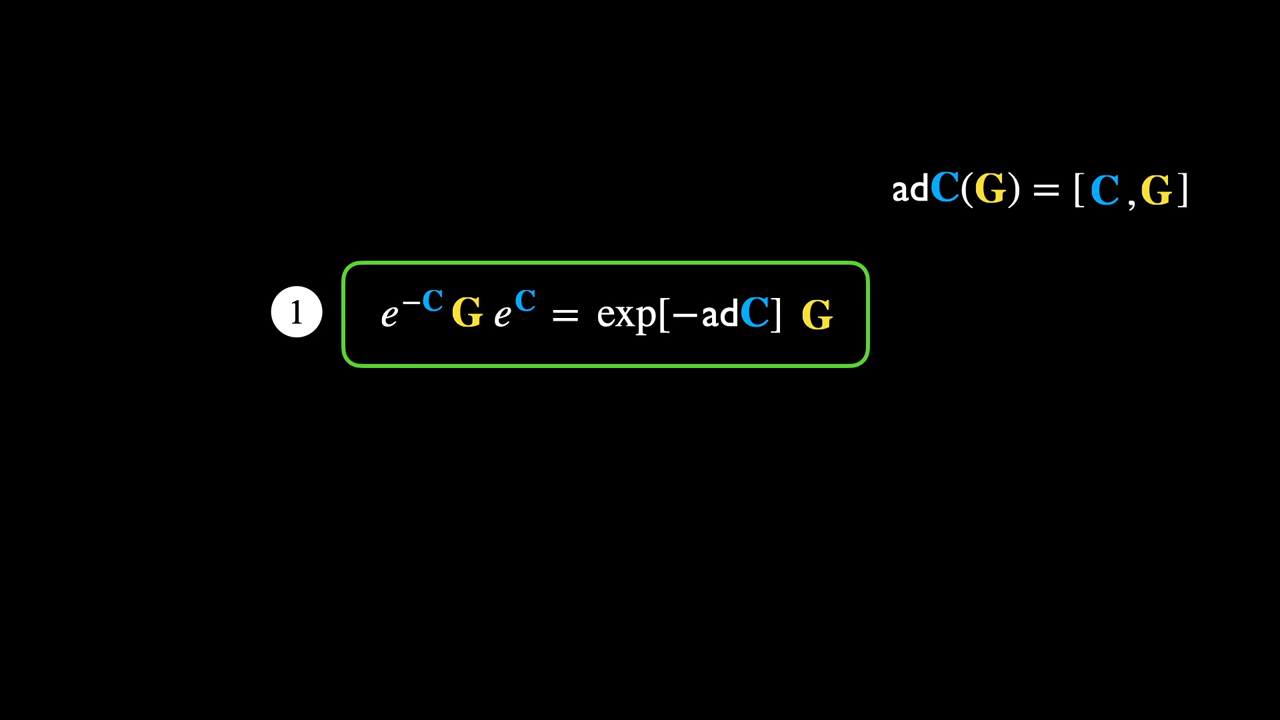 adC(G) = [C,G]
1 e^−C G e^C = exp[−adC] G